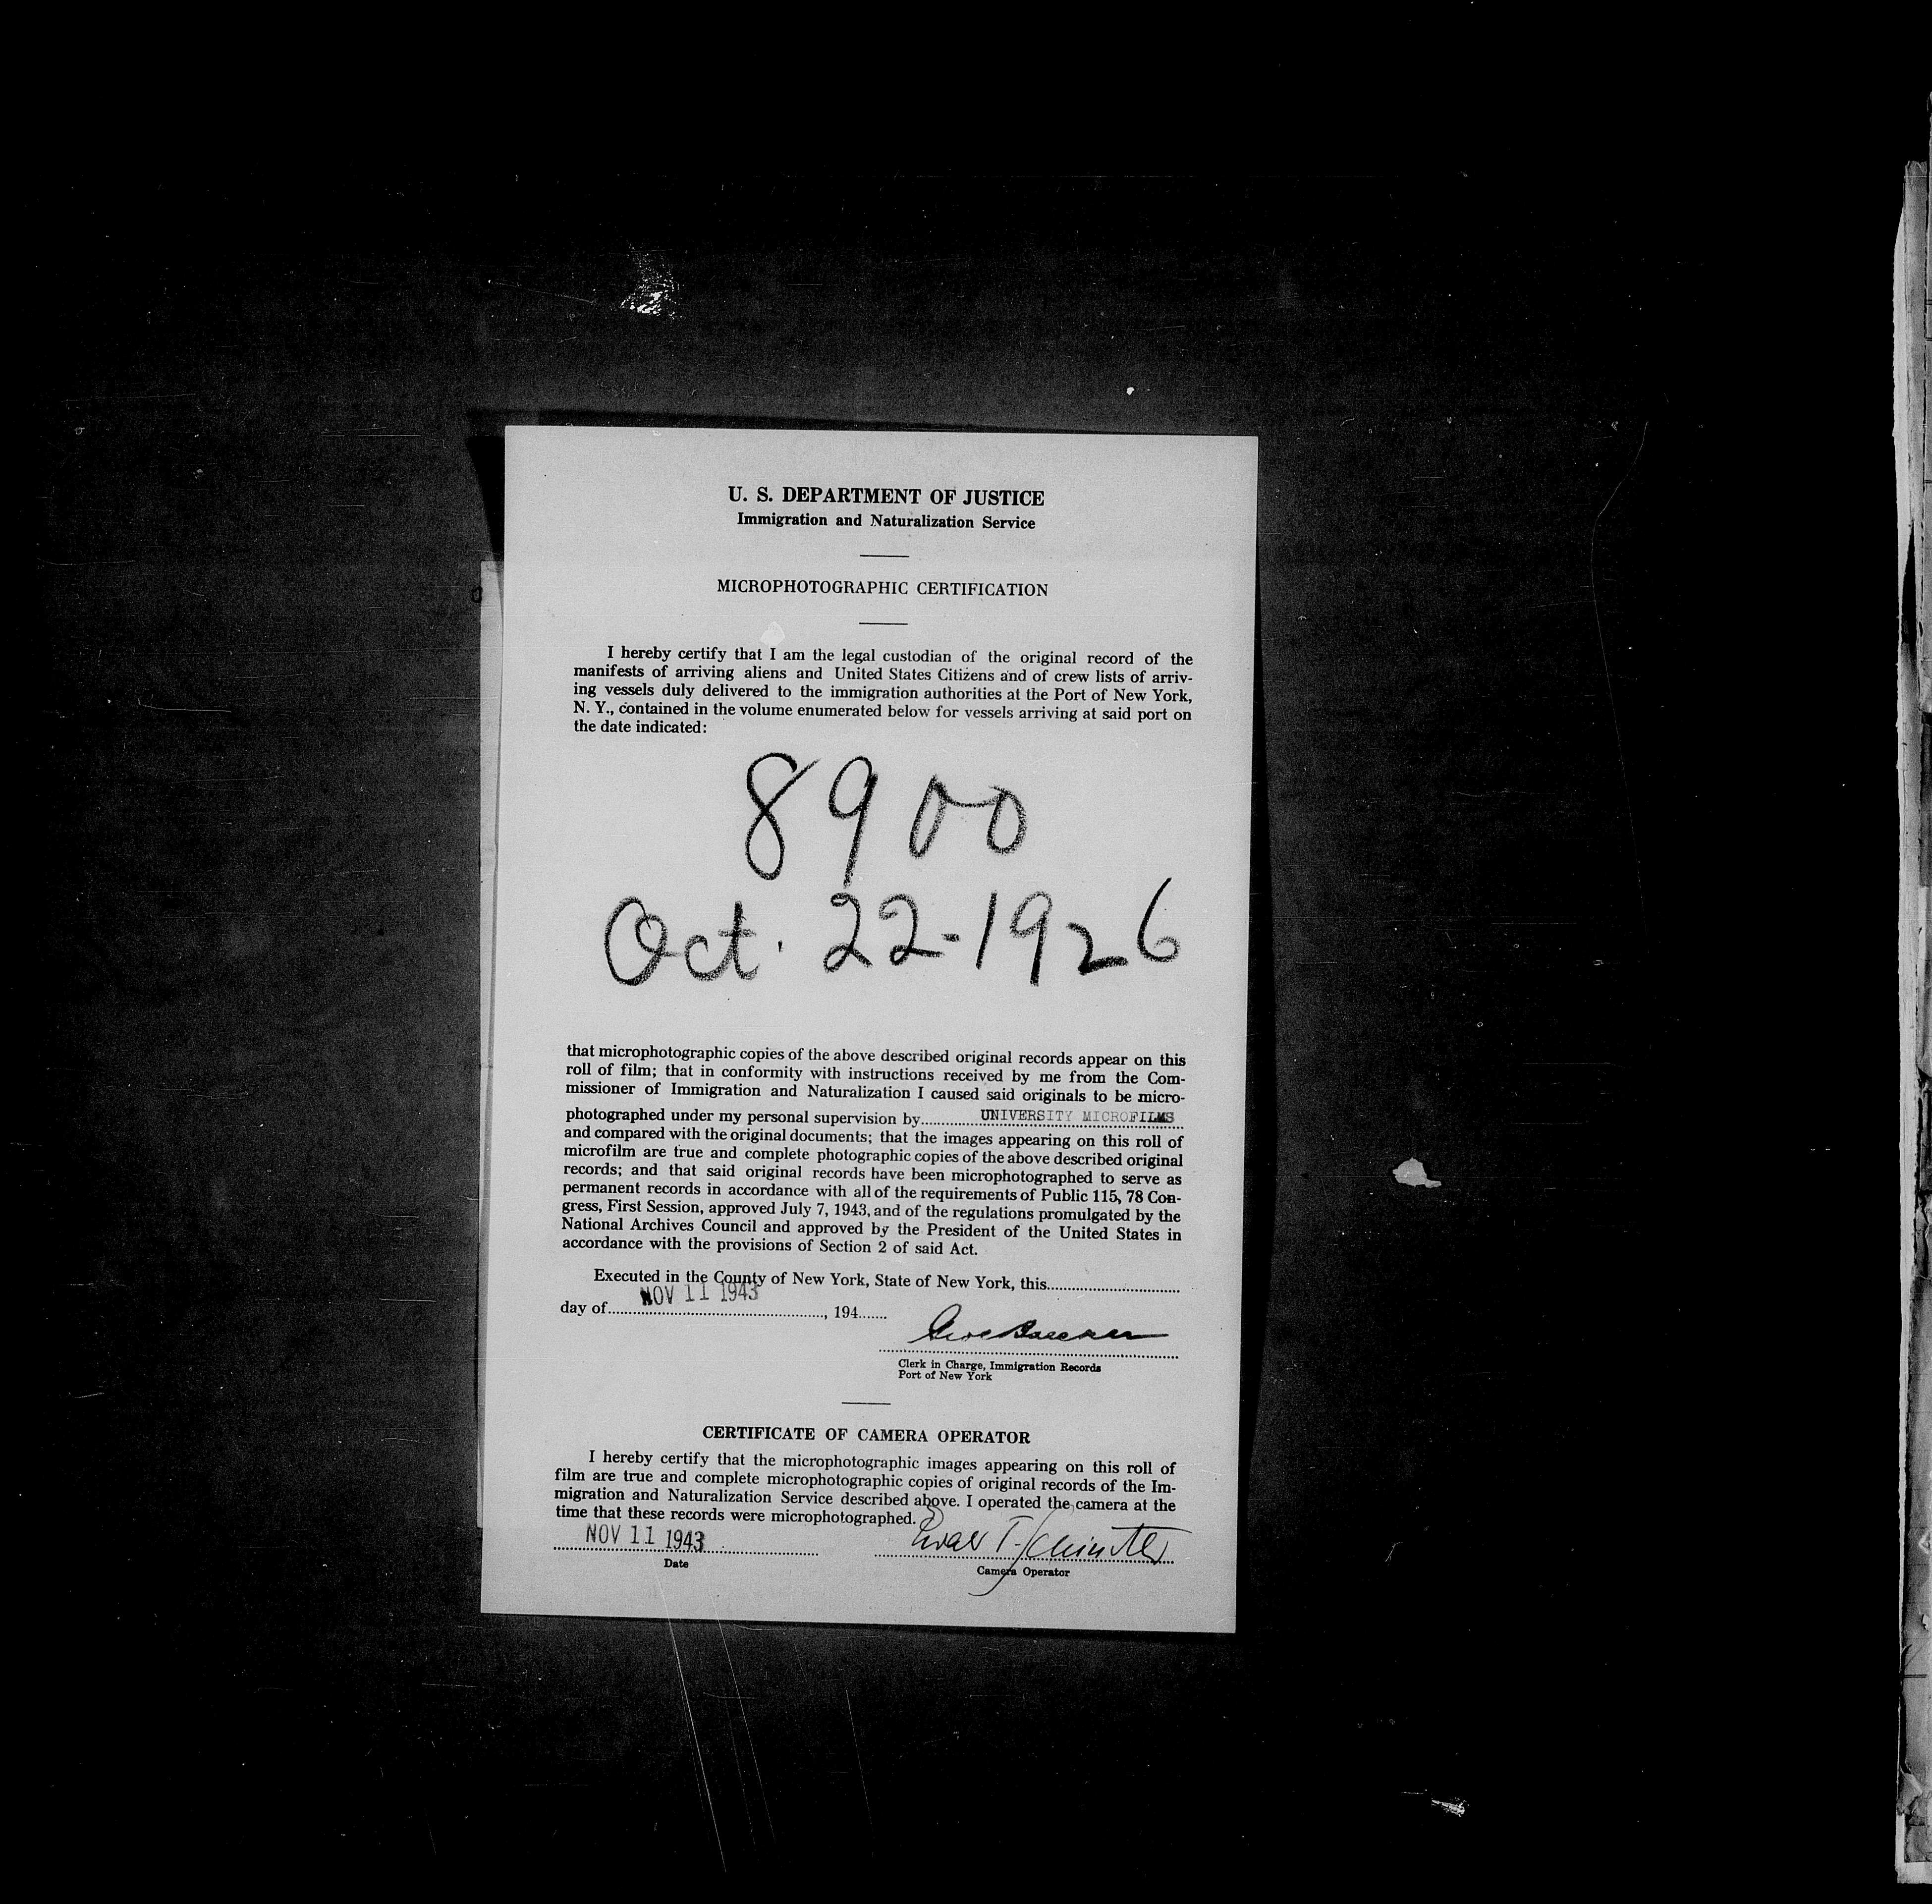 U. S. DEPARTMENT OF JUSTICE
Immigration and Naturalization Service
MICROPHOTOGRAPHIC CERTIFICATION
I hereby certify that I am the legal custodian of the original record of the
manifests of arriving aliens and United States Citizens and of crew lists of arriv-
ing vessels duly delivered to the immigration authorities at the Port of New York,
N. Y., contained in the volume enumerated below for vessels arriving at said port on
the date indicated:
8900
Oct. 22-1926
that microphotographic copies of the above described original records appear on this
roll of film; that in conformity with instructions received by me from the Com-
missioner of Immigration and Naturalization I caused said originals to be micro-
photographed under my personal supervision by UNIVERSITY MICROFILMS
and compared with the original documents; that the images appearing on this roll of
microfilm are true and complete photographic copies of the above described original
records; and that said original records have been microphotographed to serve as
permanent records in accordance with all of the requirements of Public 115, 78 Con-
gress, First Session, approved July 7, 1943, and of the regulations promulgated by the
National Archives Council and approved by the President of the United States in
accordance with the provisions of Section 2 of said Act.
Executed in the County of New York, State of New York, this
NOV 11 1943
day of , 194
Clerk in Charge, Immigration Records
Port of New York
CERTIFICATE OF CAMERA OPERATOR
I hereby certify that the microphotographic images appearing on this roll of
film are true and complete microphotographic copies of original records of the Im-
migration and Naturalization Service described above. I operated the camera at the
time that these records were microphotographed.
NOV 11 1943
Date
Camera Operator